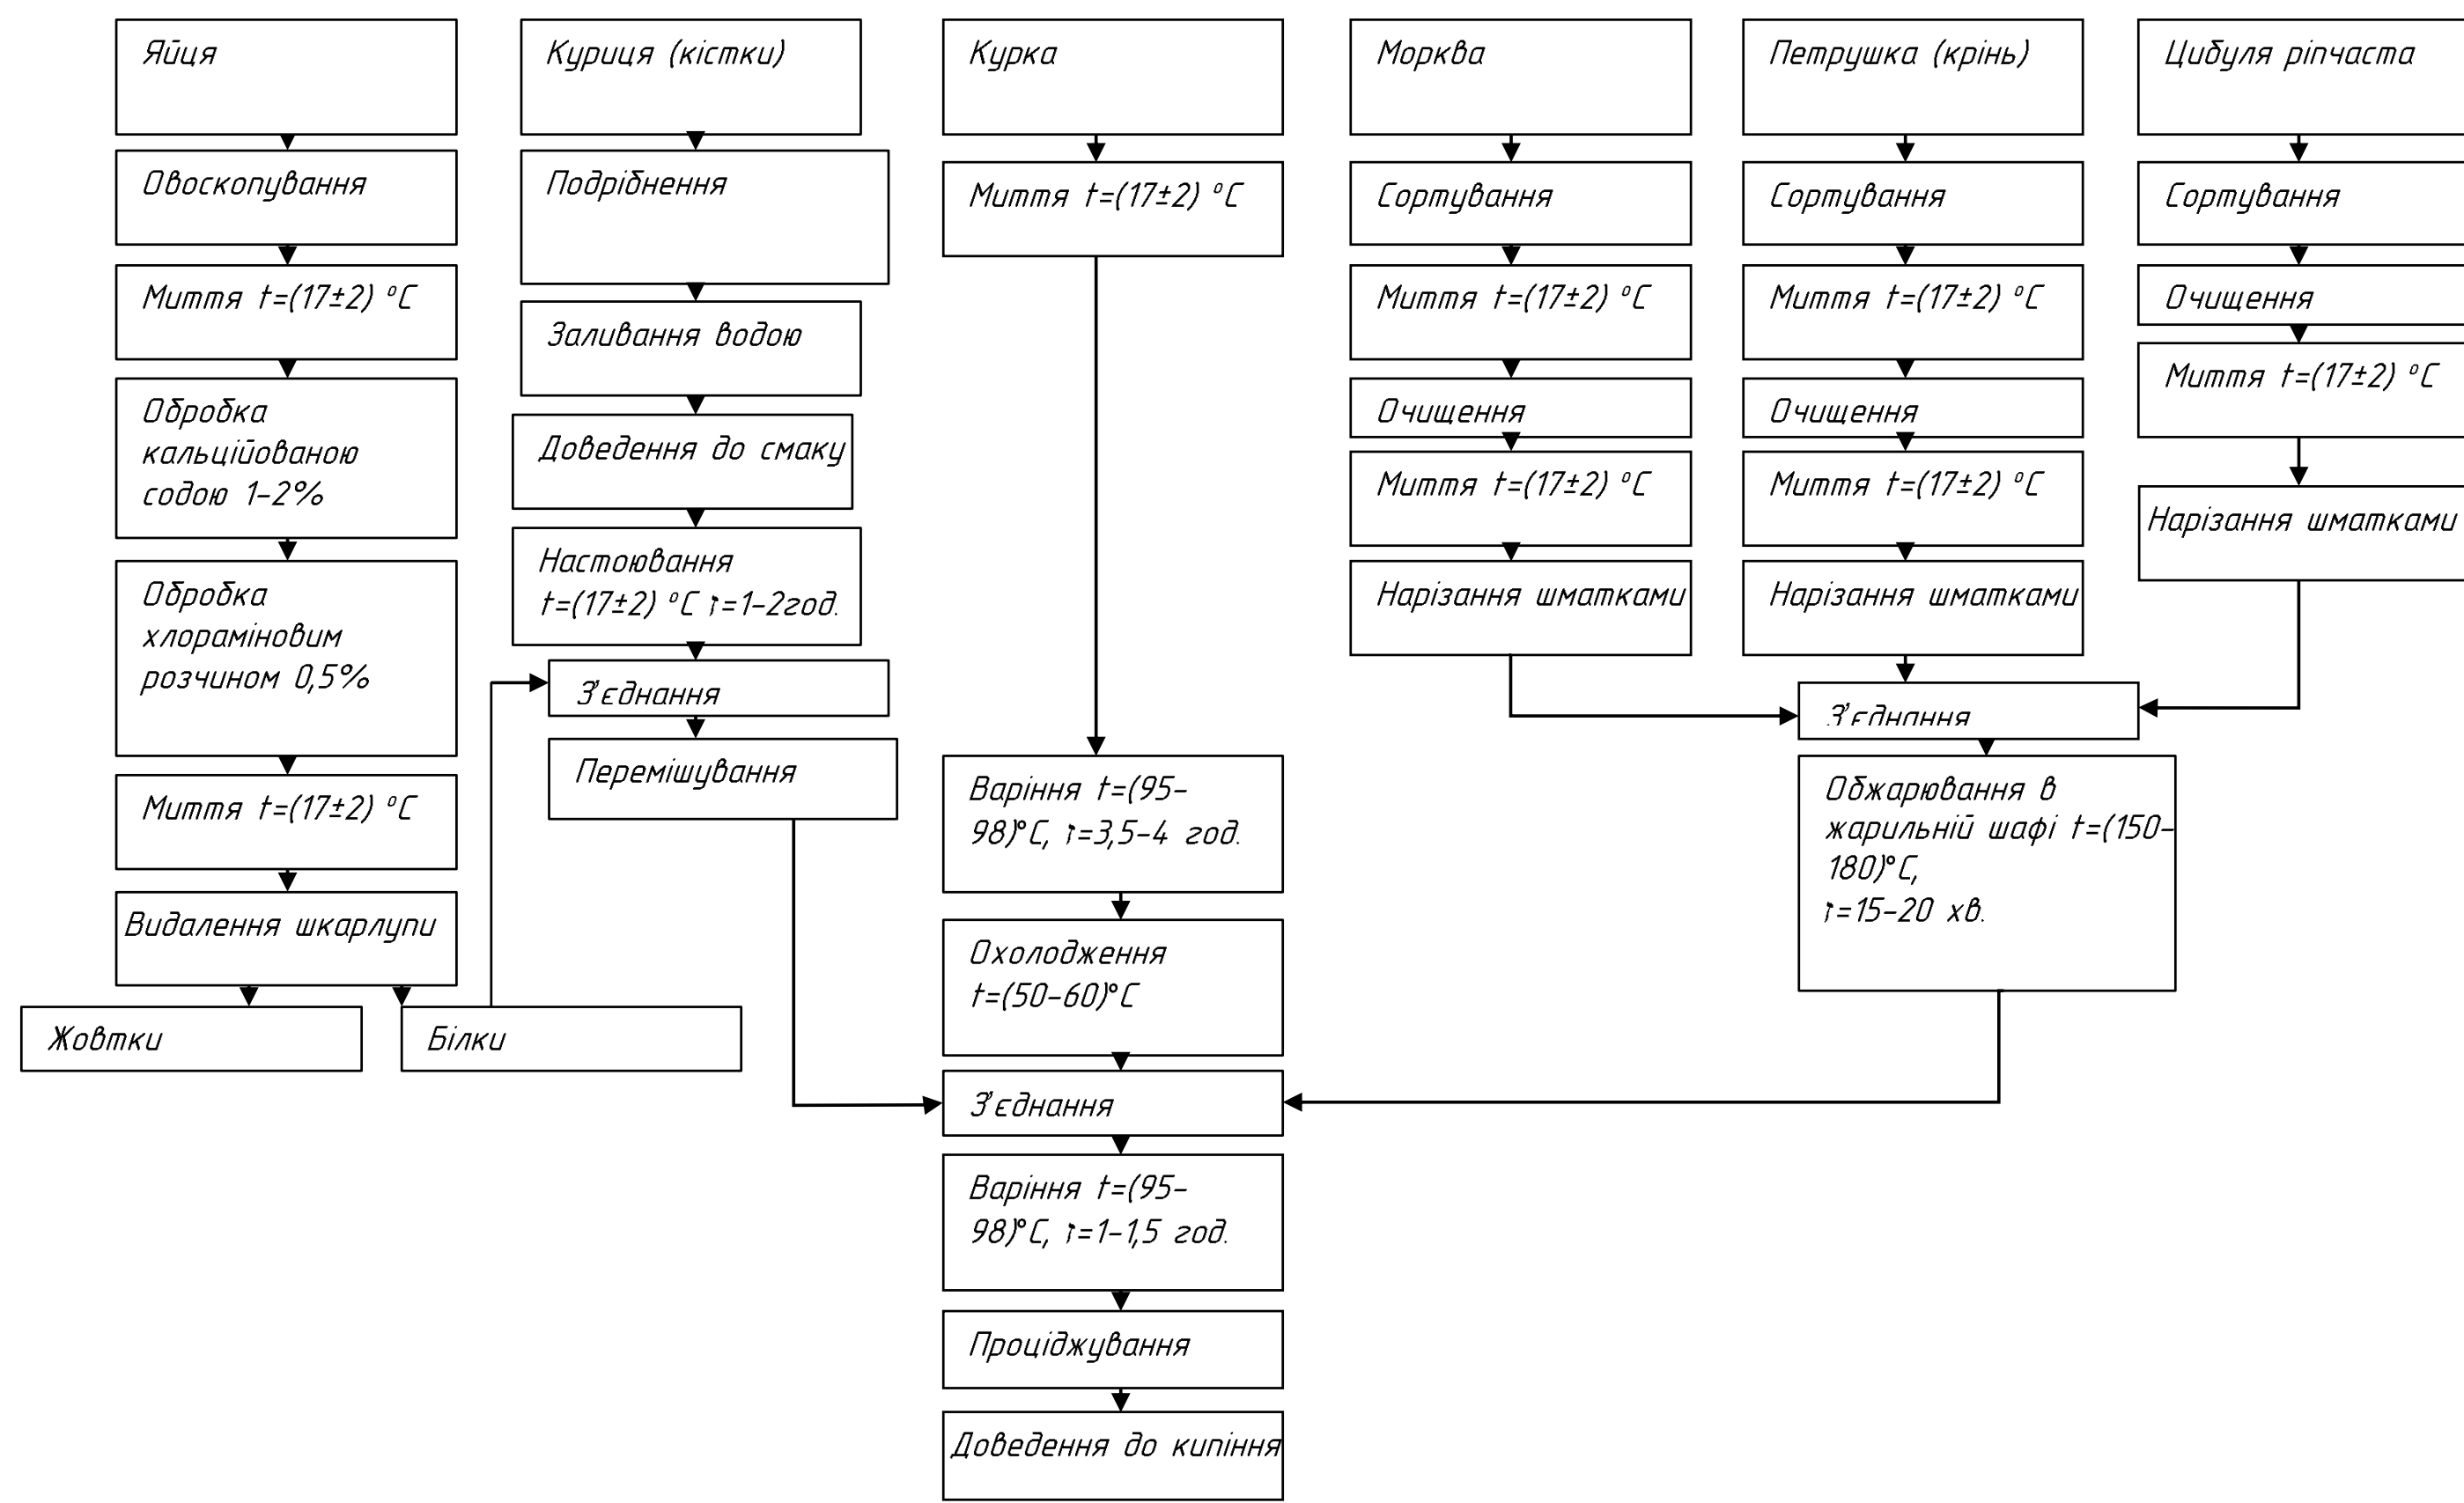 Яйця
Овоскопування
Миття t=(17±2) °С
Обробка
кальційованою
содою 1-2%
Обробка
хлораміновим
розчином 0,5%
Миття t=(17±2) °С
Видалення шкарлупи
Жовтки
Білки
Куриця (кістки)
Подрібнення
Заливання водою
Доведення до смаку
Настоювання
t=(17±2) °С τ=1-2год.
З'єднання
Перемішування
Курка
Миття t=(17±2) °С
Варіння t=(95-
98)°С, τ=3,5-4 год.
Охолодження
t=(50-60)°С
З'єднання
Варіння t=(95-
98)°С, τ=1-1,5 год.
Проціджування
Доведення до кипіння
Морква
Сортування
Миття t=(17±2) °С
Очищення
Миття t=(17±2) °С
Нарізання шматками
Петрушка (крінь)
Сортування
Миття t=(17±2) °С
Очищення
Миття t=(17±2) °С
Нарізання шматками
Цибуля ріпчаста
Сортування
Очищення
Миття t=(17±2) °С
Нарізання шматками
З'єднання
Обжарювання в
жарильній шафі t=(150-
180)°С,
τ=15-20 хв.